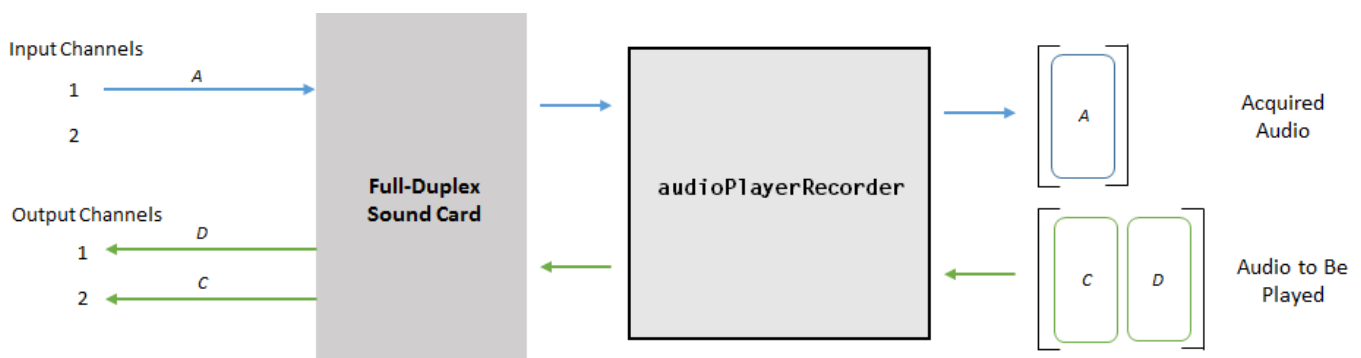 Input Channels
1
A
2
Full-Duplex
Sound Card
Output Channels
1
D
2
C
audioPlayerRecorder
A
Acquired
Audio
C
D
Audio to Be
Played